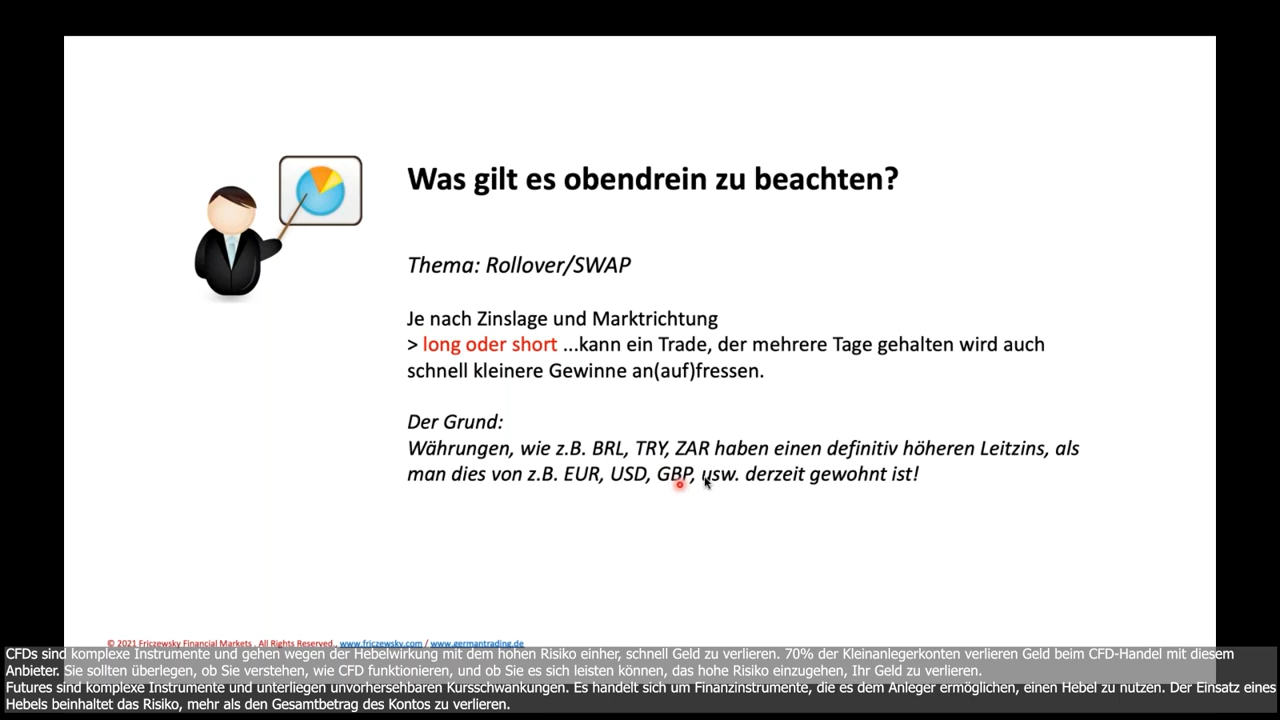 Was gilt es obendrein zu beachten?
Thema: Rollover/SWAP
Je nach Zinslage und Marktrichtung
> long oder short ...kann ein Trade, der mehrere Tage gehalten wird auch
schnell kleinere Gewinne an(auf)fressen.
Der Grund:
Währungen, wie z.B. BRL, TRY, ZAR haben einen definitiv höheren Leitzins, als
man dies von z.B. EUR, USD, GBP, usw. derzeit gewohnt ist!
© 2021 Friczewsky Financial Markets . All Rights Reserved . www.friczewsky.com / www.germantrading.de
CFDs sind komplexe Instrumente und gehen wegen der Hebelwirkung mit dem hohen Risiko einher, schnell Geld zu verlieren. 70% der Kleinanlegerkonten verlieren Geld beim CFD-Handel mit diesem
Anbieter. Sie sollten überlegen, ob Sie verstehen, wie CFD funktionieren, und ob Sie es sich leisten können, das hohe Risiko einzugehen, Ihr Geld zu verlieren.
Futures sind komplexe Instrumente und unterliegen unvorhersehbaren Kursschwankungen. Es handelt sich um Finanzinstrumente, die es dem Anleger ermöglichen, einen Hebel zu nutzen. Der Einsatz eines
Hebels beinhaltet das Risiko, mehr als den Gesamtbetrag des Kontos zu verlieren.